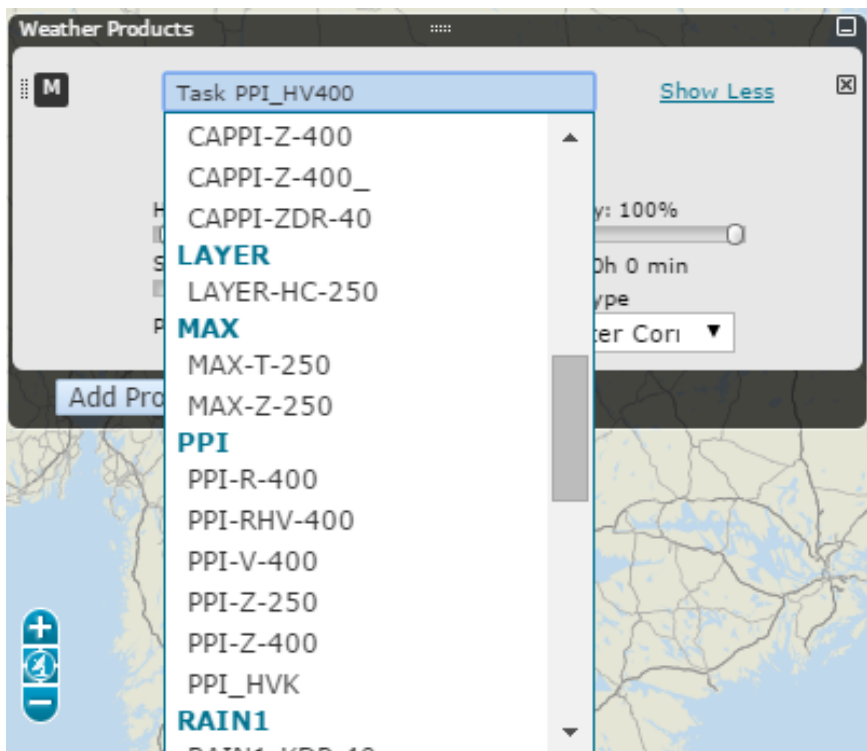 Weather Products
M
Task PPI_HV400
Show Less
CAPPI-Z-400
CAPPI-Z-400_
CAPPI-ZDR-40
y: 100%
LAYER
0h 0 min
LAYER-HC-250
ype
MAX
P
ter Cor
MAX-T-250
Add Pro
MAX-Z-250
PPI
PPI-R-400
PPI-RHV-400
PPI-V-400
PPI-Z-250
PPI-Z-400
PPI_HVK
RAIN1